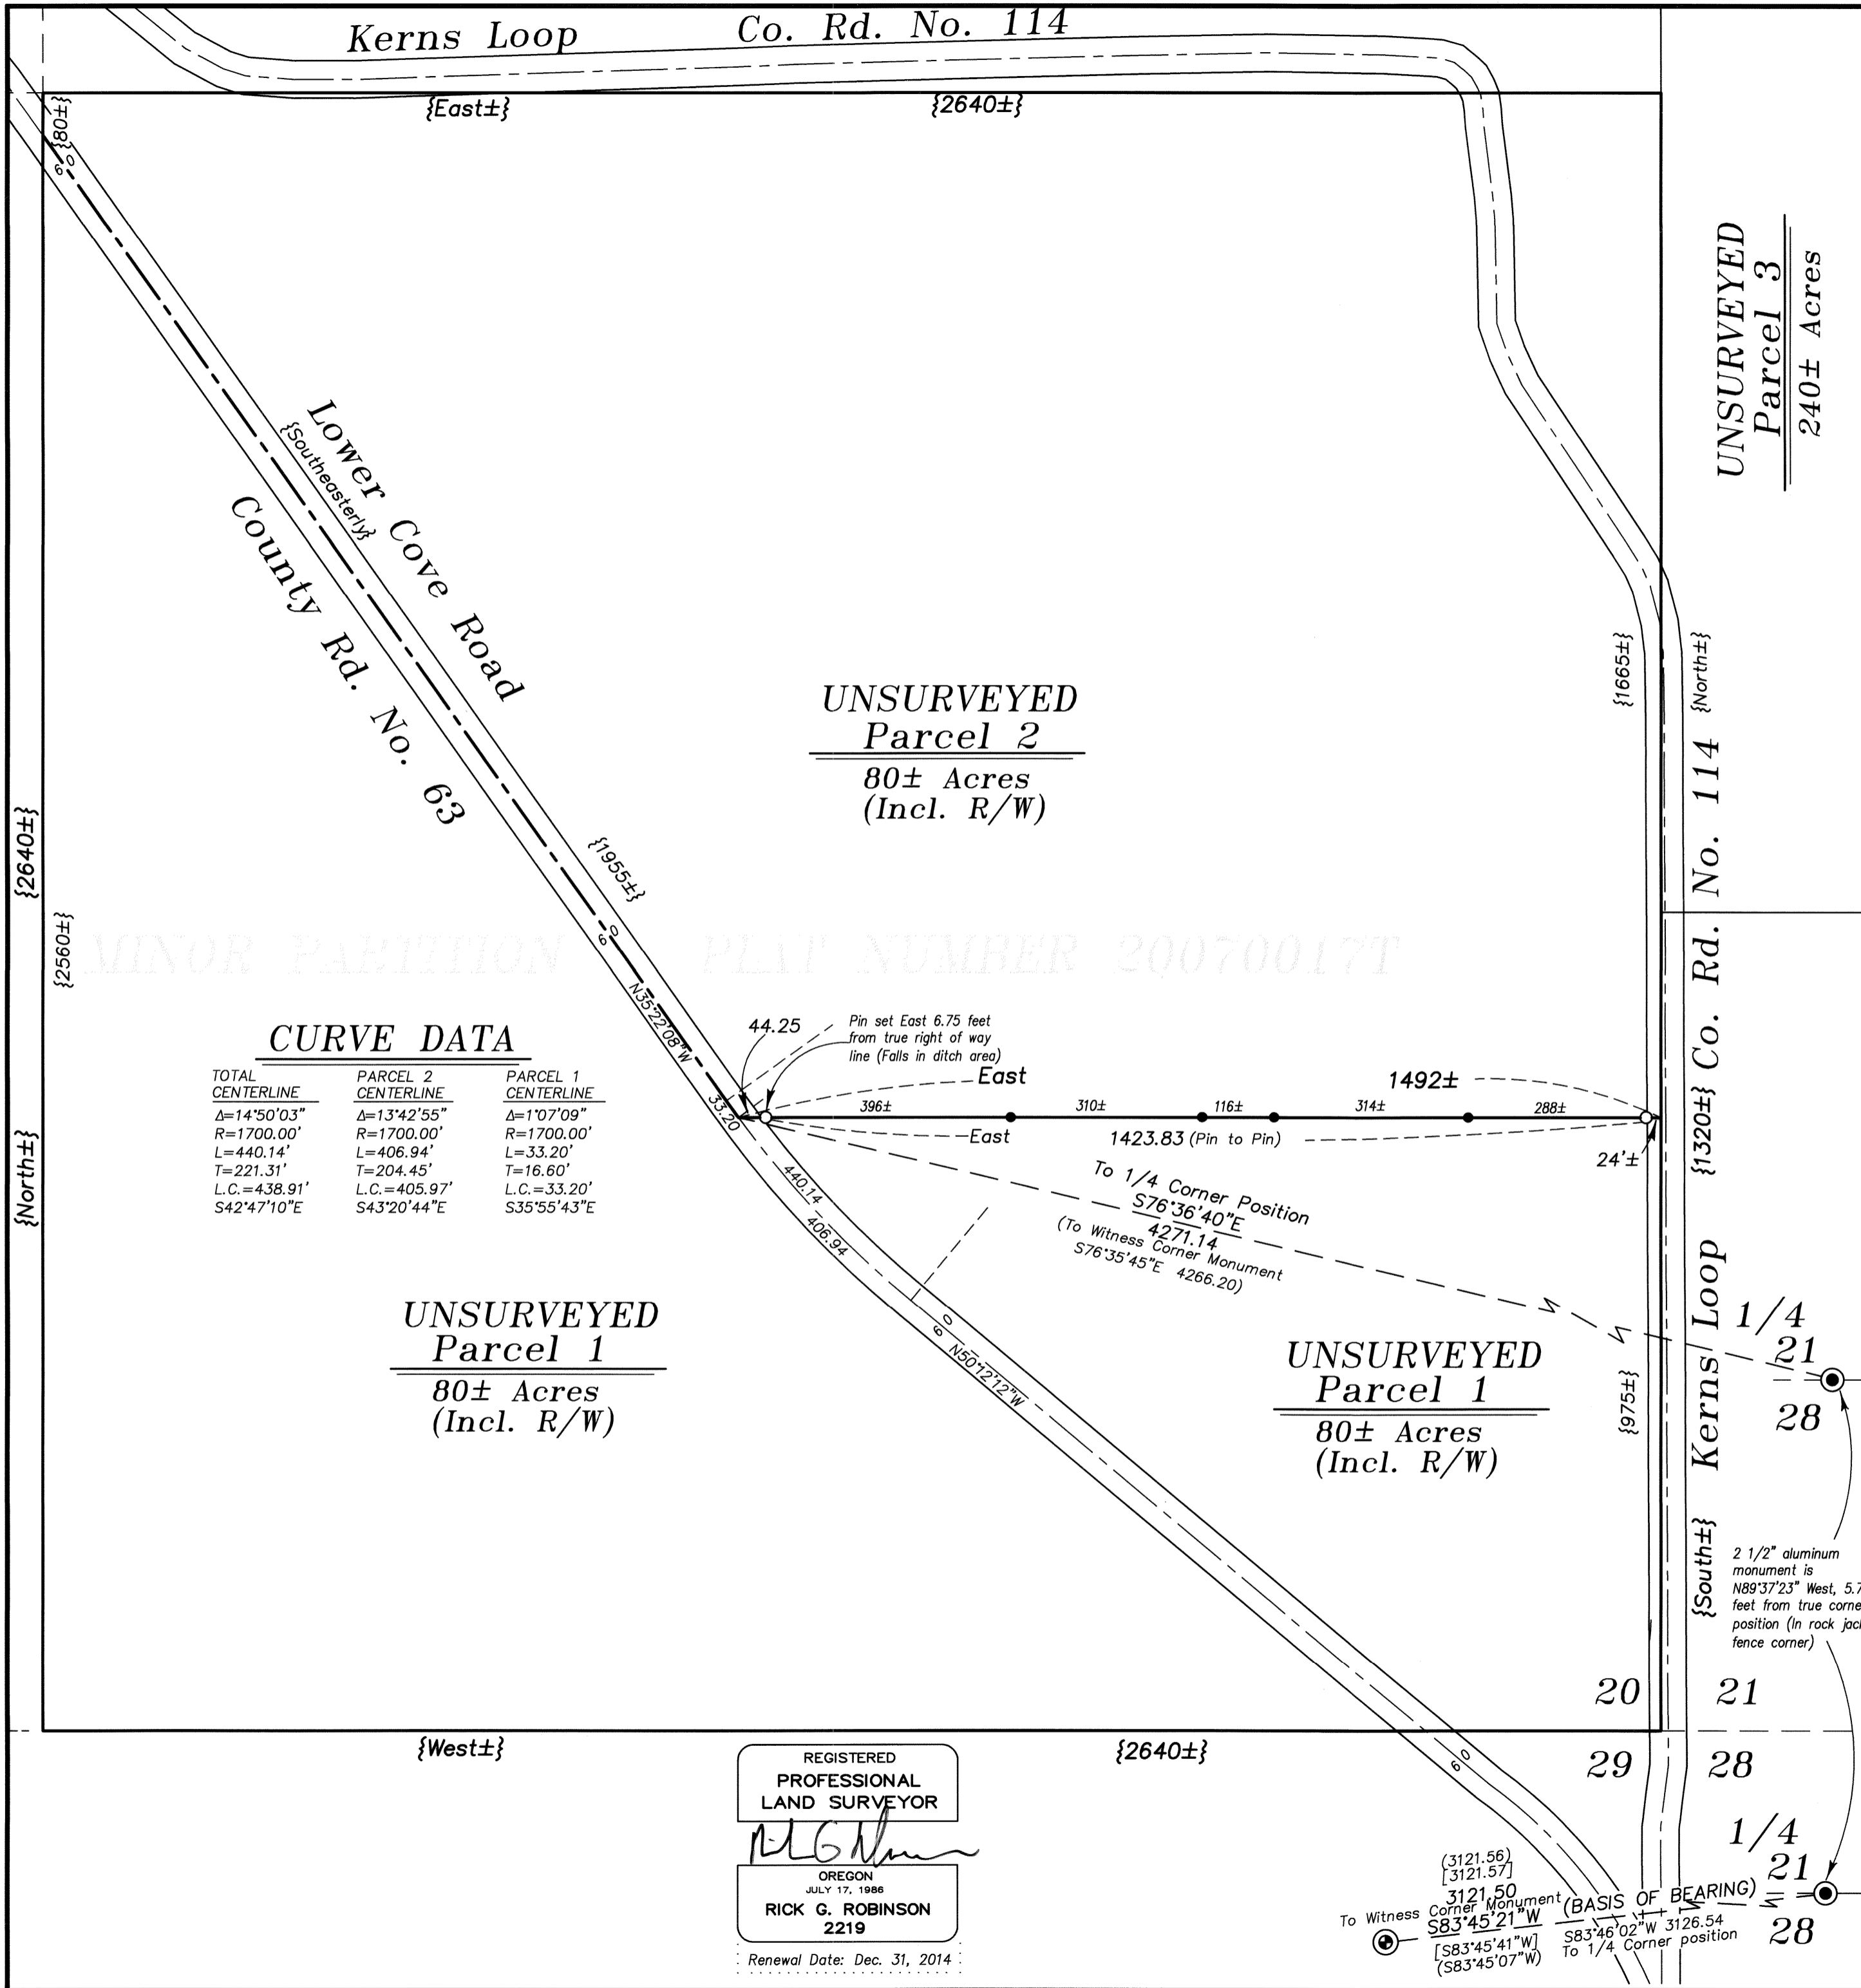 Kerns Loop Co. Rd. No. 114
{East±} {2640±}
{80±}
60
Lower Cove Road
{Southeasterly}
County Rd. No. 63
UNSURVEYED
Parcel 3
240± Acres
{1665±}
{North±}
UNSURVEYED
Parcel 2
80± Acres
(Incl. R/W)
{2640±}
{2560±}
{North±}
{1955±}
60
MINOR PARTITION PLAT NUMBER 20070017T
N35°22'08"W
CURVE DATA
TOTAL CENTERLINE
Δ=14°50'03"
R=1700.00'
L=440.14'
T=221.31'
L.C.=438.91'
S42°47'10"E
PARCEL 2 CENTERLINE
Δ=13°42'55"
R=1700.00'
L=406.94'
T=204.45'
L.C.=405.97'
S43°20'44"E
PARCEL 1 CENTERLINE
Δ=1°07'09"
R=1700.00'
L=33.20'
T=16.60'
L.C.=33.20'
S35°55'43"E
44.25
Pin set East 6.75 feet
from true right of way
line (Falls in ditch area)
East
1492±
396± 310± 116± 314± 288±
33.20
East
1423.83 (Pin to Pin)
24'±
440.14
406.94
To 1/4 Corner Position
S76°36'40"E
4271.14
(To Witness Corner Monument
S76°35'45"E 4266.20)
60
N50°12'12"W
Kerns Loop {1320±} Co. Rd. No. 114
UNSURVEYED
Parcel 1
80± Acres
(Incl. R/W)
UNSURVEYED
Parcel 1
80± Acres
(Incl. R/W)
{975±}
1/4
21
28
{South±}
2 1/2" aluminum
monument is
N89°37'23" West, 5.7
feet from true corne
position (In rock jac
fence corner)
20 21
29 28
{West±} {2640±}
60
REGISTERED
PROFESSIONAL
LAND SURVEYOR
OREGON
JULY 17, 1986
RICK G. ROBINSON
2219
Renewal Date: Dec. 31, 2014
1/4
21
28
(3121.56)
[3121.57]
3121.50
To Witness Corner Monument (BASIS OF BEARING)
S83°45'21"W
[S83°45'41"W]
(S83°45'07"W)
S83°46'02"W 3126.54
To 1/4 Corner position